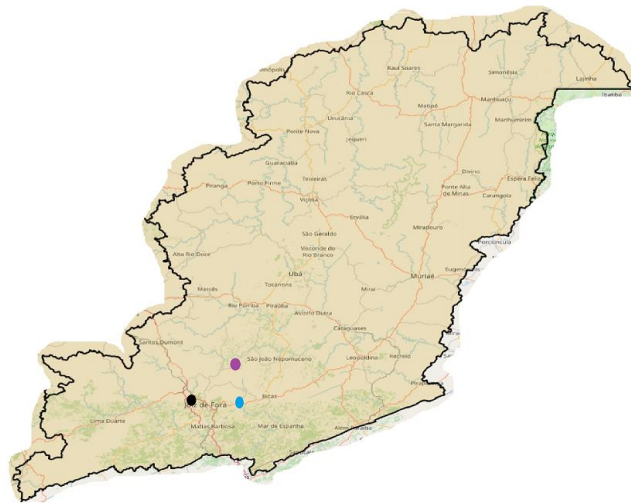 Raul Soares
Simonésia
Lajinha
Rio Casca
Ibatiba
Matipó
Manhuaçu
Urucânia
Santa Margarida
Manhumirim
Ponte Nova
Jequeri
Guaraciaba
Divino
Teixeiras
Espera Feliz
Piranga
Porto Firme
Ponte Alta
de Minas
Carangola
Viçosa
Ervália
Miradouro
São Geraldo
Porciúncula
Visconde do
Rio Branco
Alto Rio Doce
Ubá
Muriaé
Tocantins
Mercês
Miraí
Rio Pomba
Piraúba
Astolfo Dutra
Cataguases
Santos Dumont
São João Nepomuceno
Leopoldina
Recreio
Bicas
de Fora
Lima Duarte
Matias Barbosa
Mar de Espanha